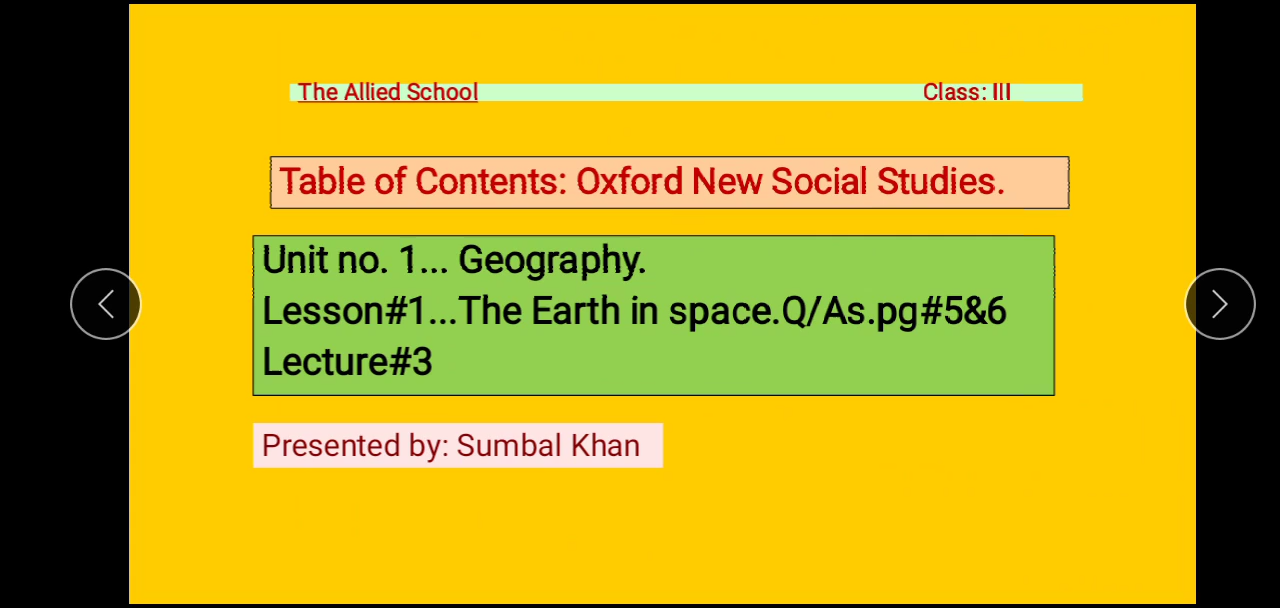 The Allied School Class: III
Table of Contents: Oxford New Social Studies.
Unit no. 1... Geography.
Lesson#1...The Earth in space.Q/As.pg#5&6
Lecture#3
Presented by: Sumbal Khan